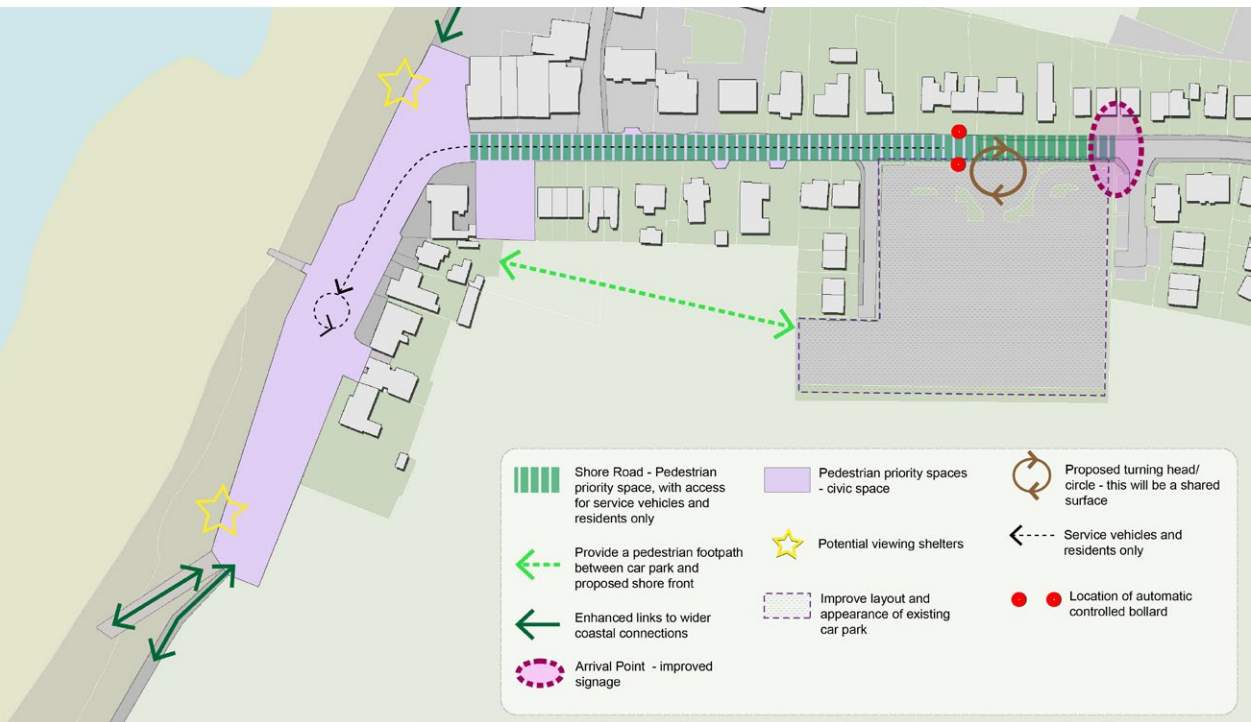 Shore Road - Pedestrian
priority space, with access
for service vehicles and
residents only
Provide a pedestrian footpath
between car park and
proposed shore front
Enhanced links to wider
coastal connections
Arrival Point - improved
signage
Pedestrian priority spaces
- civic space
Potential viewing shelters
Improve layout and
appearance of existing
car park
Proposed turning head/
circle - this will be a shared
surface
Service vehicles and
residents only
Location of automatic
controlled bollard